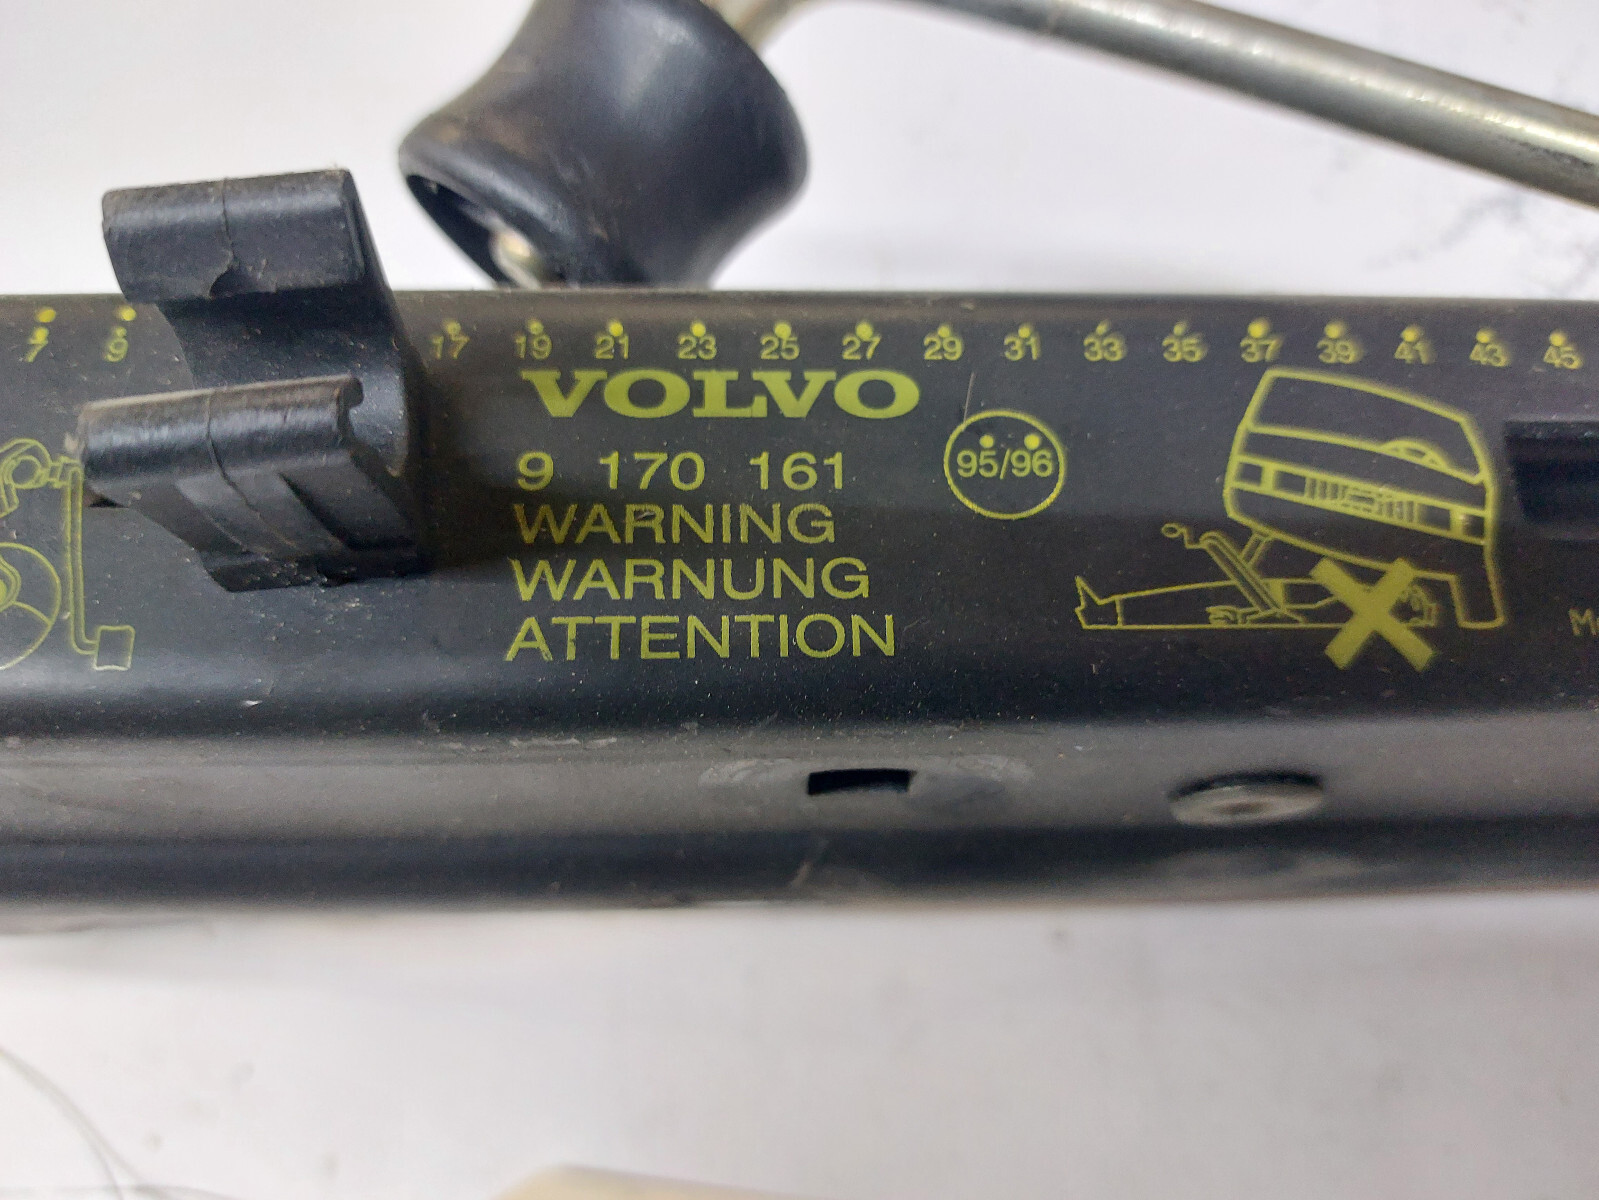 7 9 17 19 21 23 25 27 29 31 33 35 37 39 41 43 45
VOLVO
9 170 161
95/96
WARNING
WARNUNG
ATTENTION